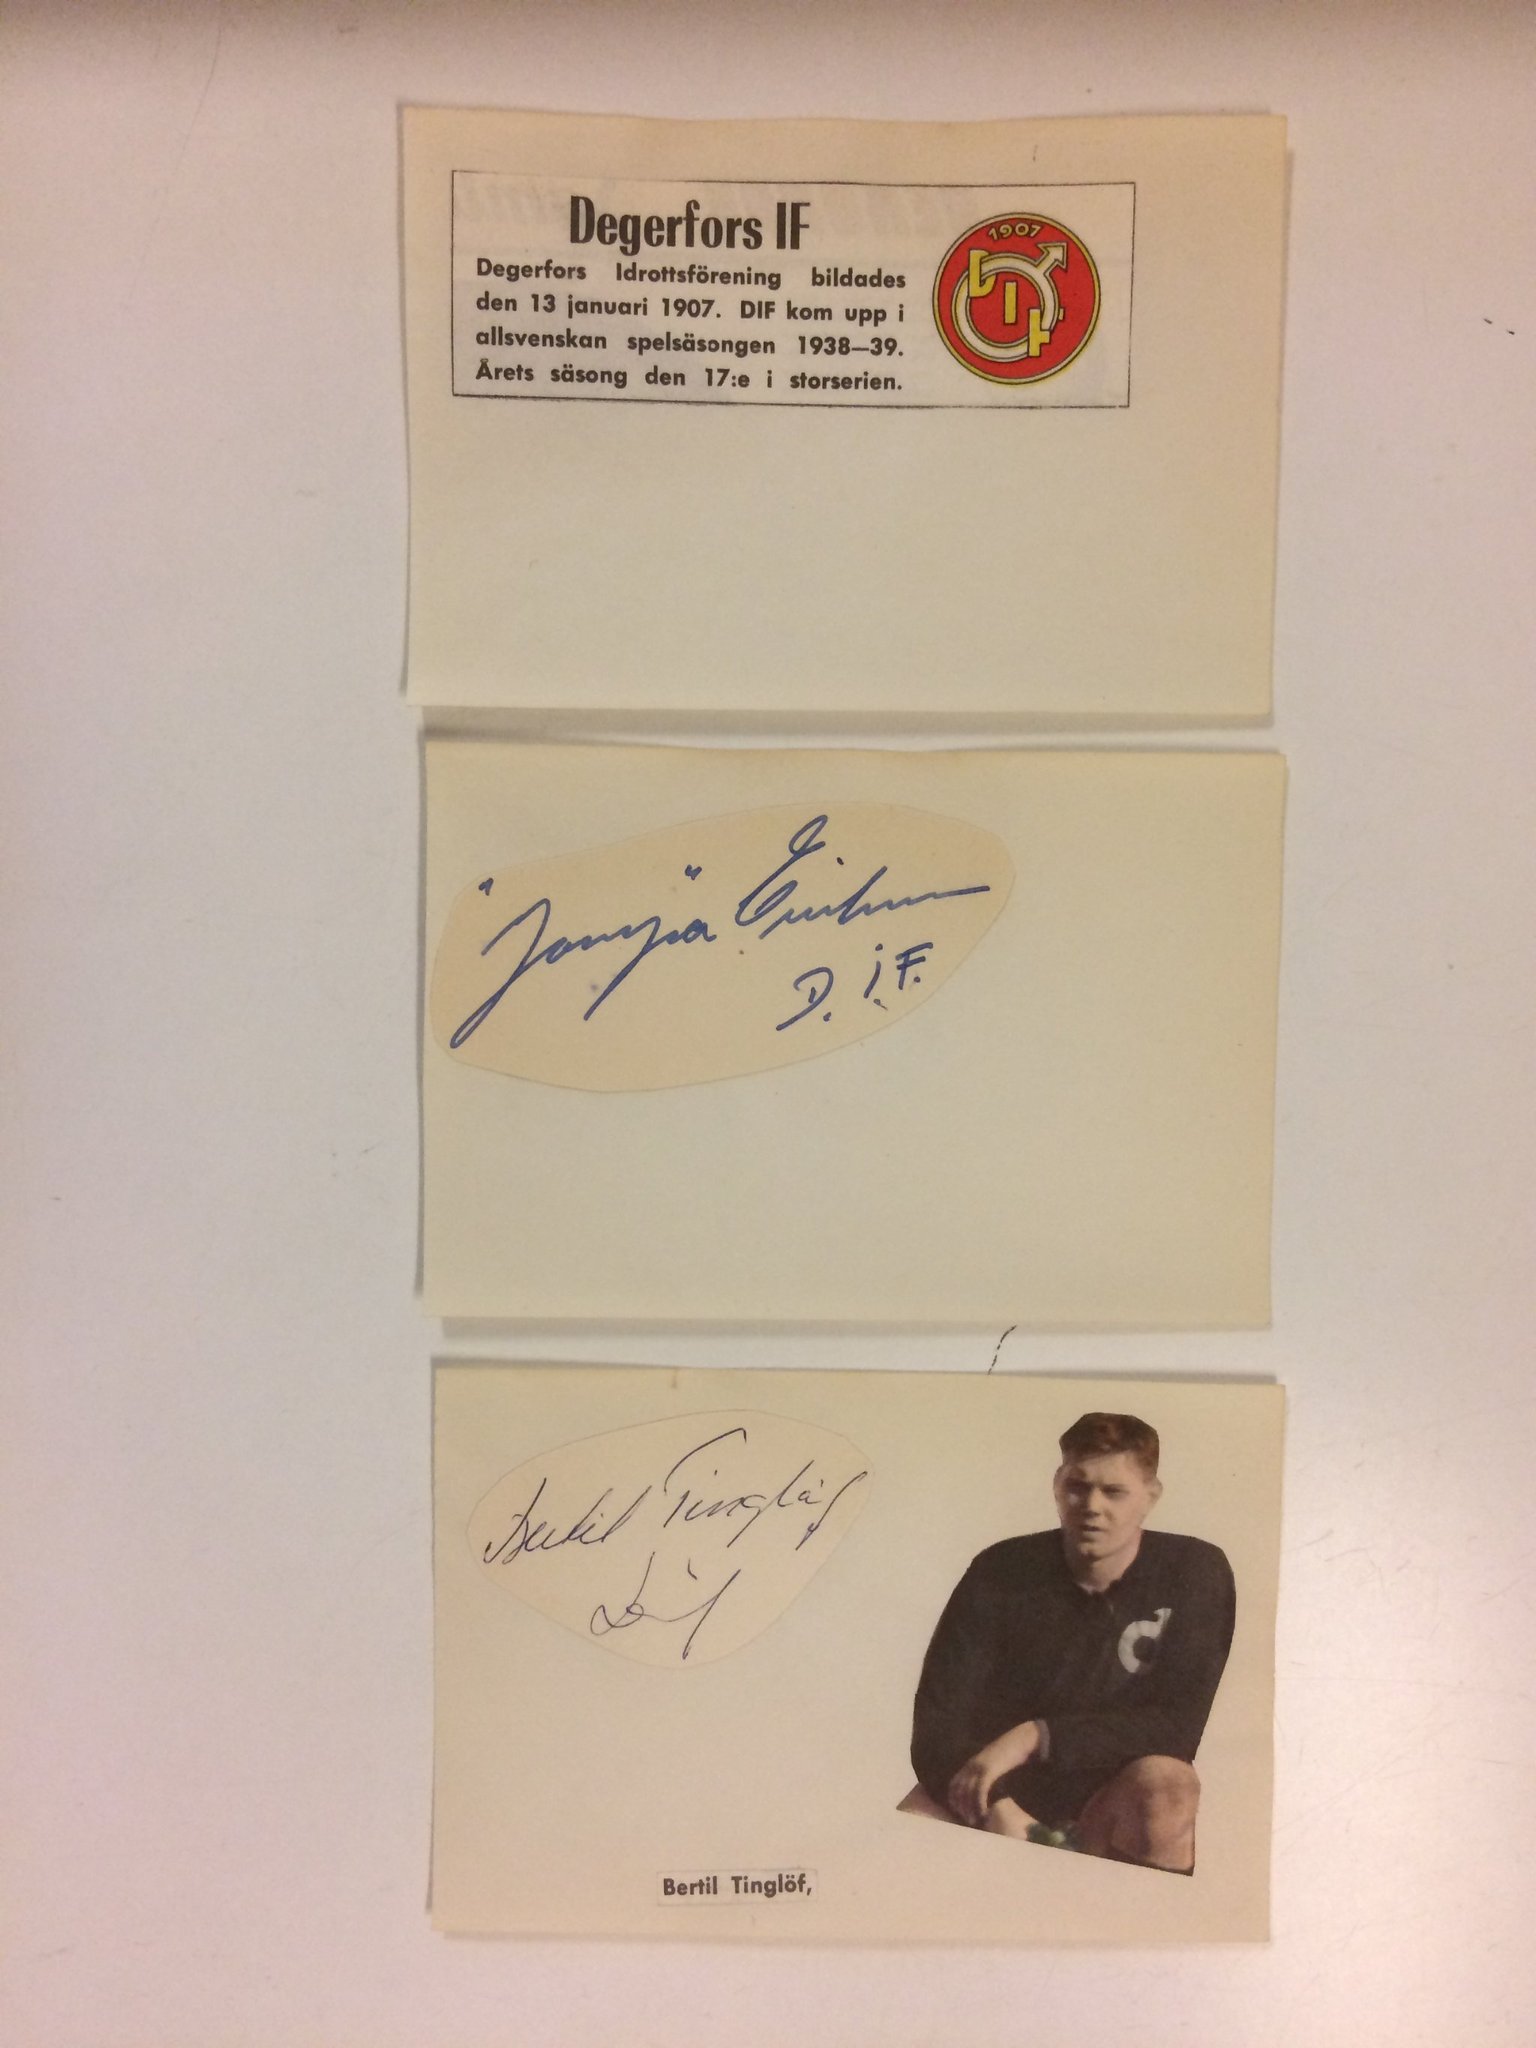 Degerfors IF
Degerfors Idrottsförening bildades
den 13 januari 1907. DIF kom upp i
allsvenskan spelsäsongen 1938—39.
Årets säsong den 17:e i storserien.
1907
DIF
D. I. F.
Bertil Tinglöf
Bertil Tinglöf,